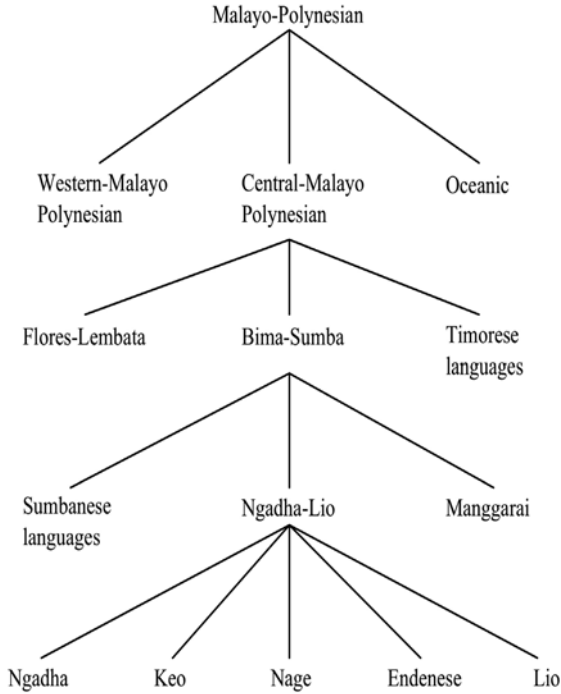 Malayo-Polynesian
Western-Malayo
Polynesian
Central-Malayo
Polynesian
Oceanic
Flores-Lembata
Bima-Sumba
Timorese
languages
Sumbanese
languages
Ngadha-Lio
Manggarai
Ngadha
Keo
Nage
Endenese
Lio